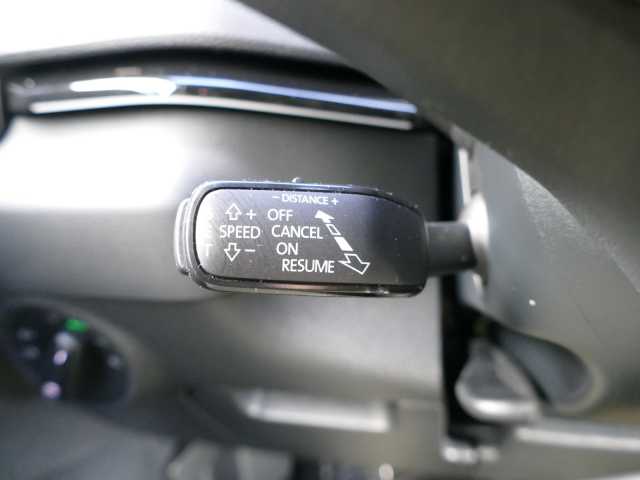 − DISTANCE +
+ OFF
SPEED CANCEL
− ON
RESUME